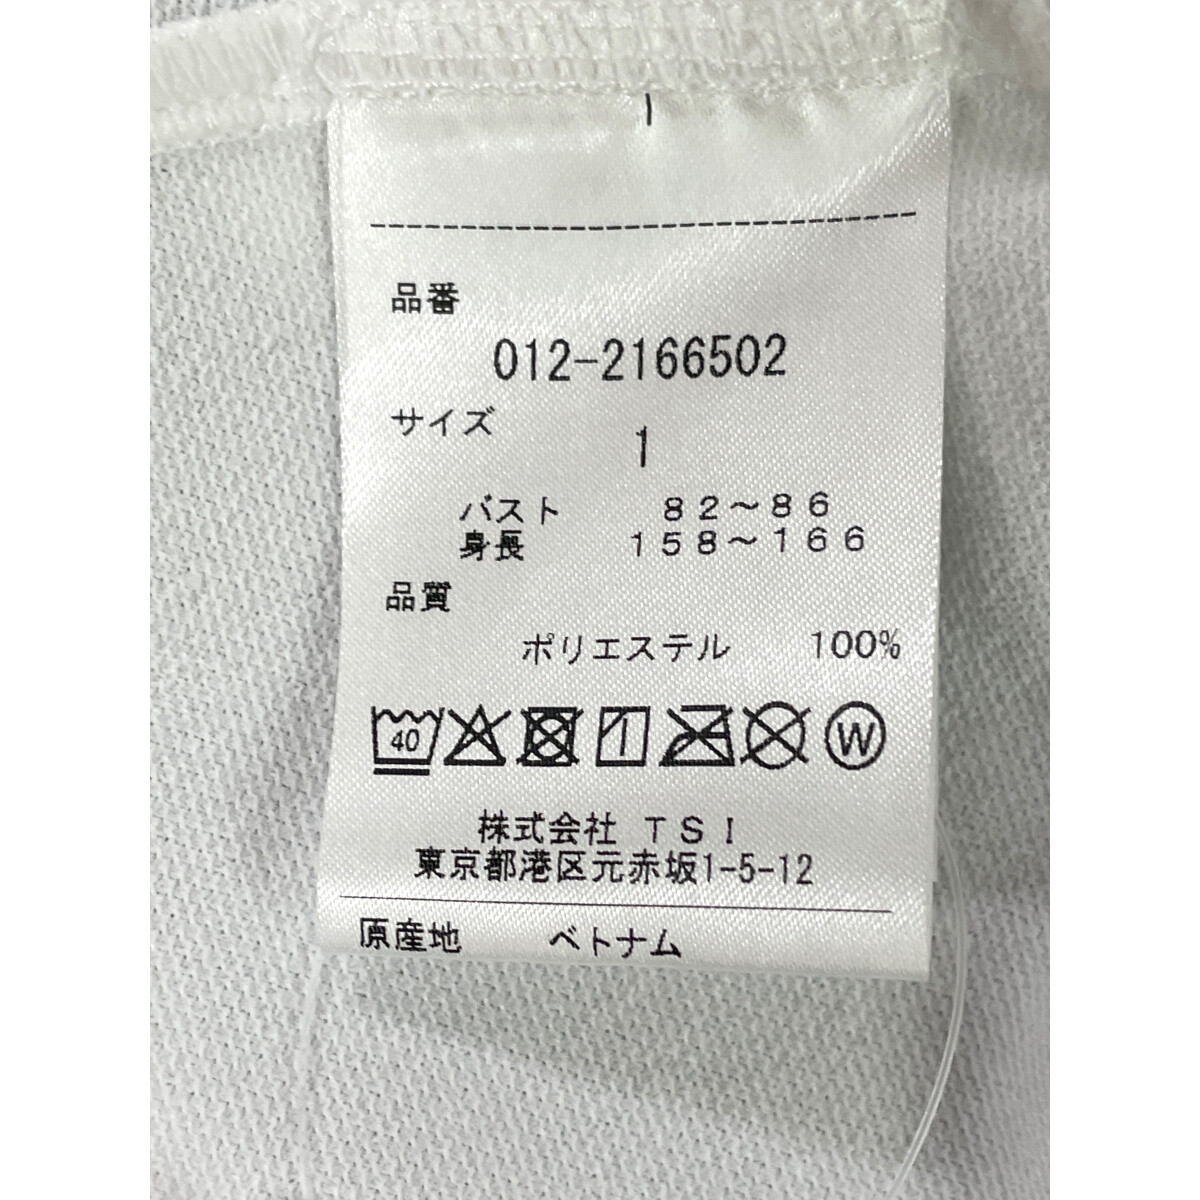 品番
012-2166502
サイズ
1
バスト 82~86
身長 158~166
品質
ポリエステル 100%
40
W
株式会社 TSI
東京都港区元赤坂1-5-12
原産地 ベトナム